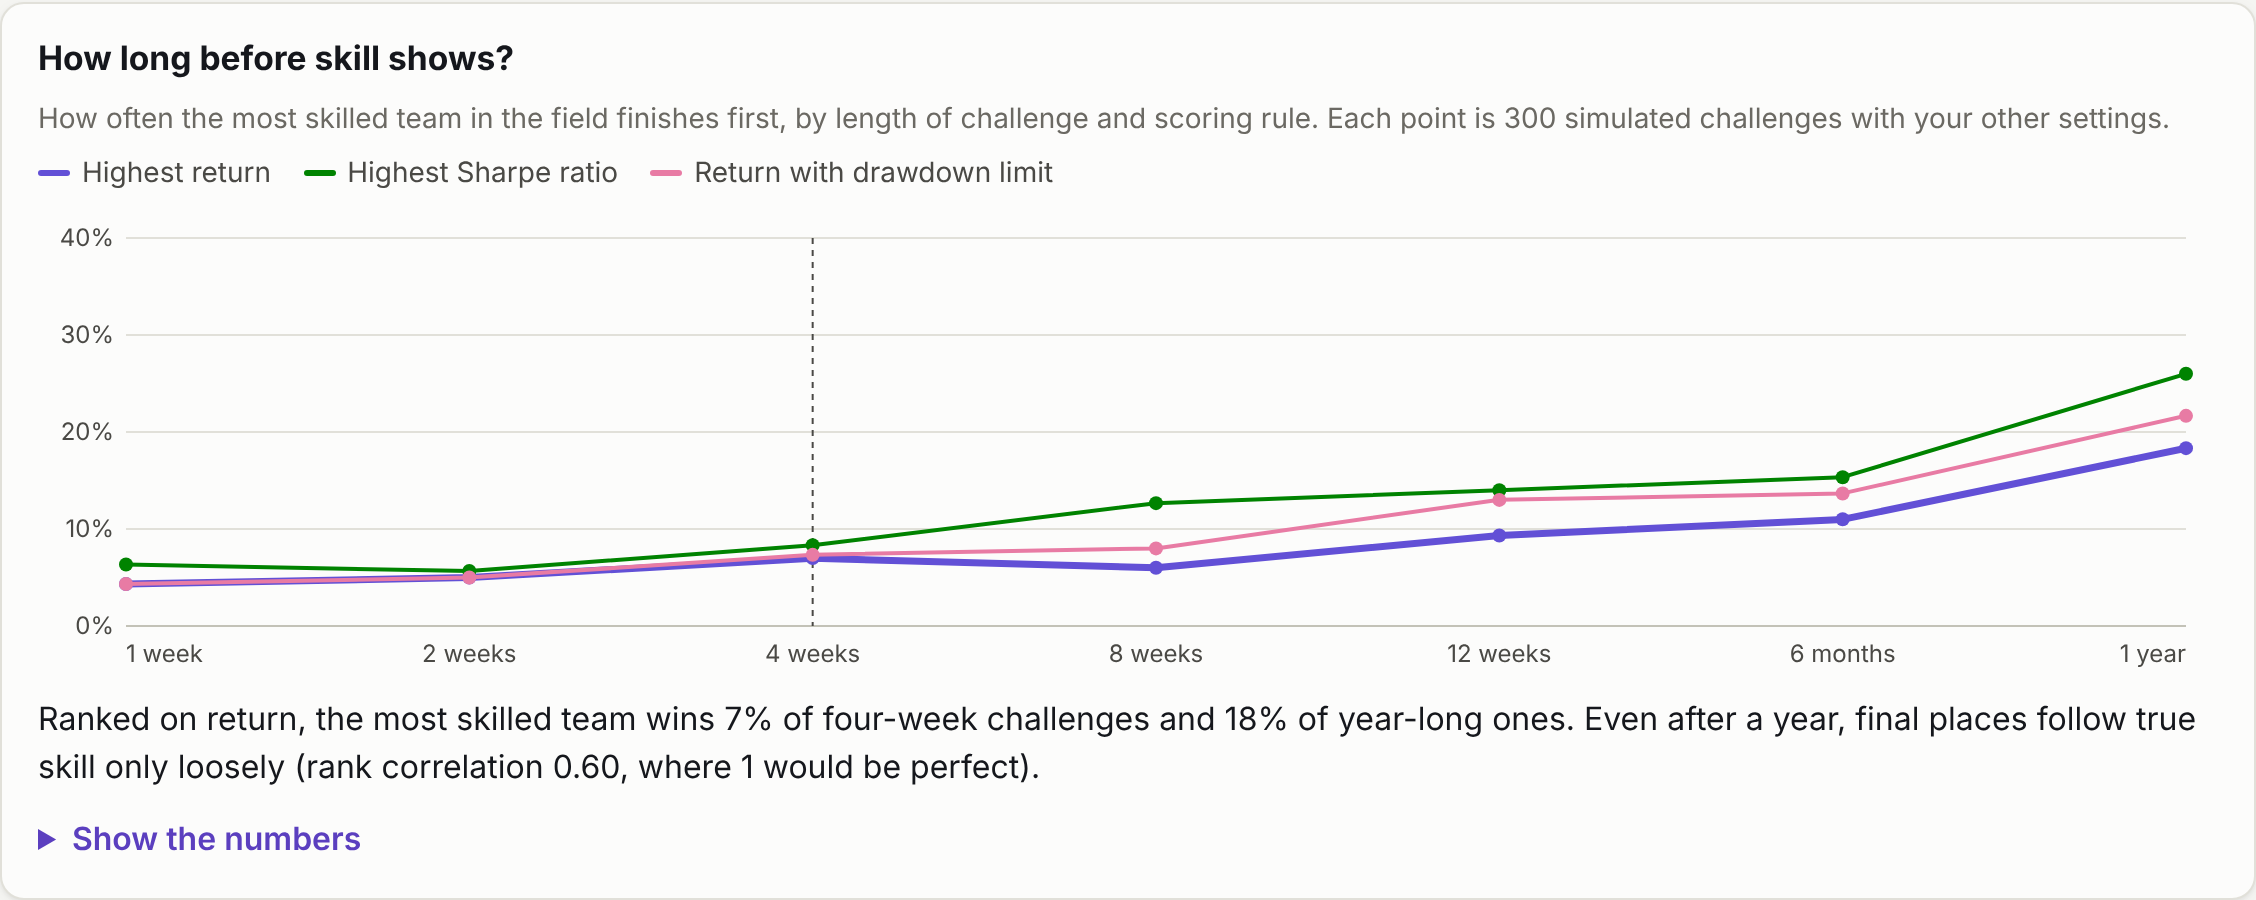 How long before skill shows?
How often the most skilled team in the field finishes first, by length of challenge and scoring rule. Each point is 300 simulated challenges with your other settings.
Highest return Highest Sharpe ratio Return with drawdown limit
40%
30%
20%
10%
0%
1 week 2 weeks 4 weeks 8 weeks 12 weeks 6 months 1 year
Ranked on return, the most skilled team wins 7% of four-week challenges and 18% of year-long ones. Even after a year, final places follow true
skill only loosely (rank correlation 0.60, where 1 would be perfect).
Show the numbers